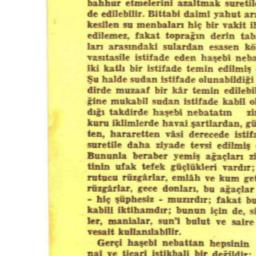 bahhur etmelerini azaltmak suretile
de edilebilir. Bittabi daimî yahut arı
kesilen su menbaları hiç bir vakit ih
edilemez, fakat toprağın derin tab
ları arasındaki sulardan esasen kö
vasıtasile istifade eden haşebî neba
iki katlı bir istifade temin edilmiş
Şu halde sudan istifade olunabildiği
dirde muzaaf bir kâr temin edilebil
ğine mukabil sudan istifade kabil ol
dığı takdirde haşebî nebatatın zi
kuru iklimlerde havaî şartlardan, gü
ten, hararetten vâsi derecede istifa
suretile daha ziyade tevsi edilmiş
Bununla beraber yemiş ağaçları zi
tinin ufak tefek güçlükleri vardır;
rutucu rüzgârlar, emlâh ve kum get
rüzgârlar, gece donları, bu ağaçlar
- hiç şüphesiz - muzırdır; fakat bu
kabili iktihamdır; bunun için de, si
ler, manialar, sun'î bulut ve saire
vesait kullanılabilir.
Gerçi haşebî nebattan hepsinin
naî ve ticarî istikbali bir değildir;